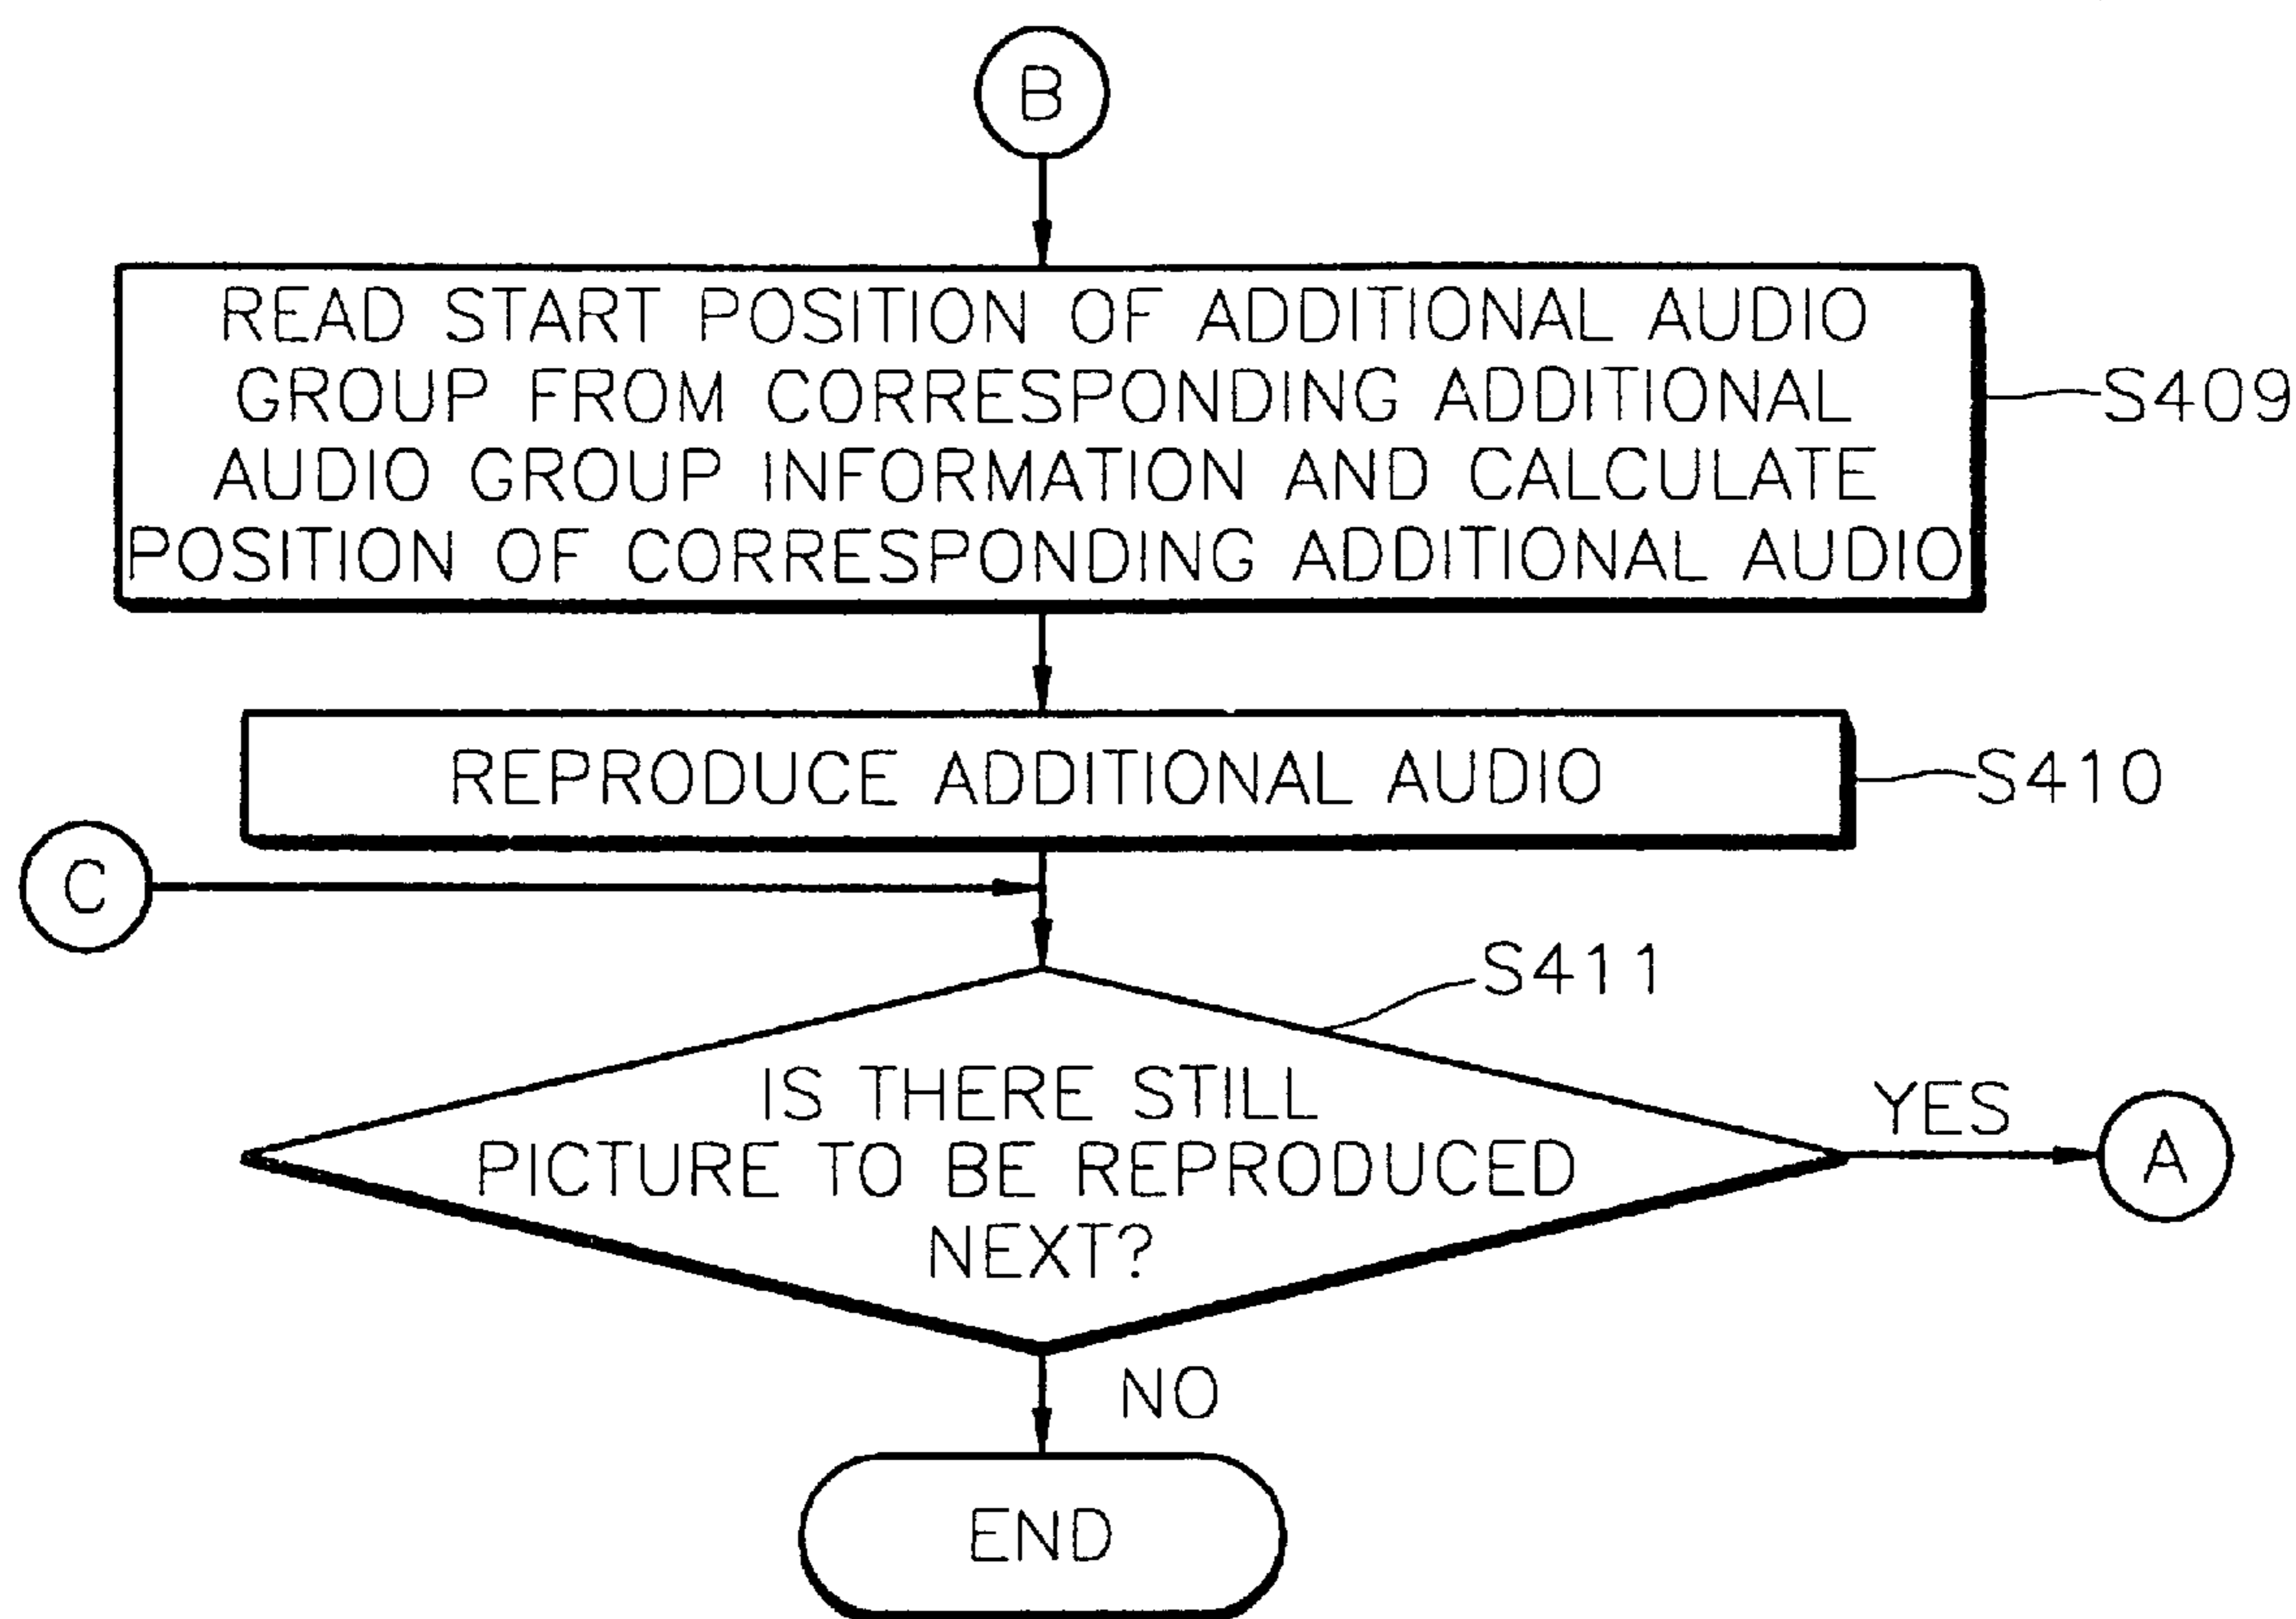 B
READ START POSITION OF ADDITIONAL AUDIO
GROUP FROM CORRESPONDING ADDITIONAL
AUDIO GROUP INFORMATION AND CALCULATE
POSITION OF CORRESPONDING ADDITIONAL AUDIO
S409
REPRODUCE ADDITIONAL AUDIO
S410
C
S411
IS THERE STILL
PICTURE TO BE REPRODUCED
NEXT?
YES
A
NO
END